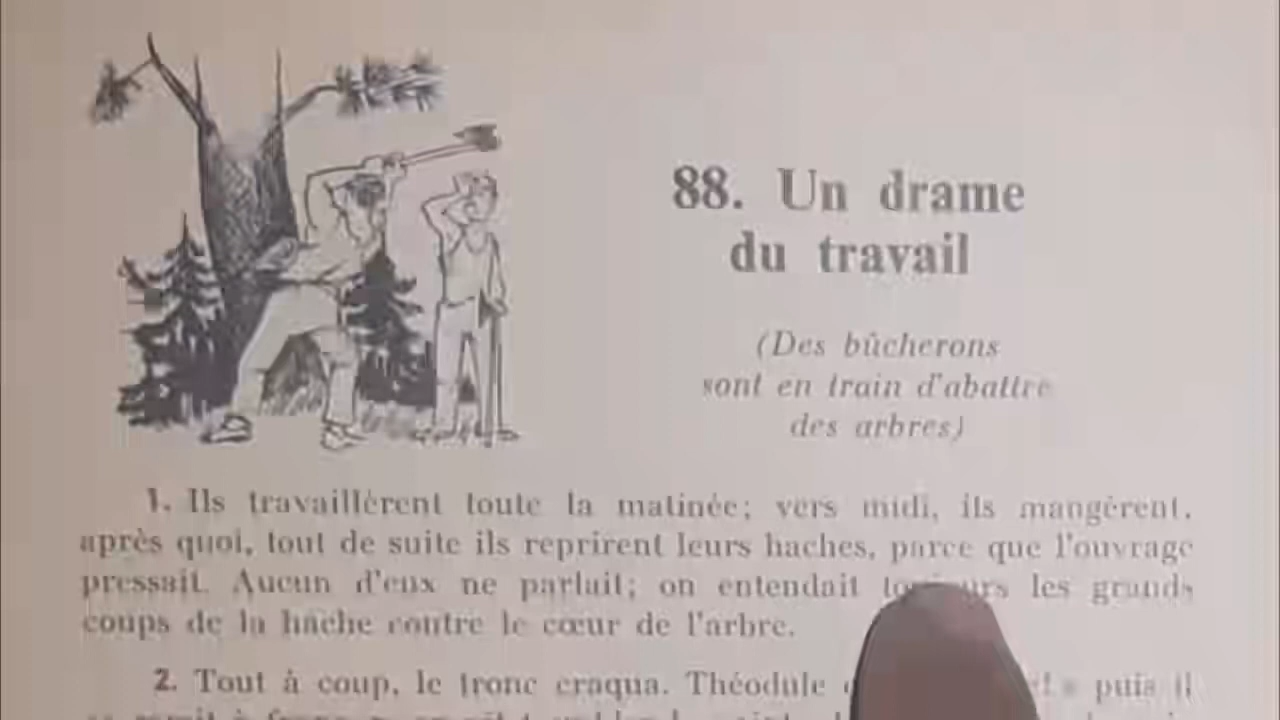 88. Un drame
du travail
(Des bûcherons
sont en train d'abattre
des arbres)
1. Ils travaillèrent toute la matinée; vers midi, ils mangèrent,
après quoi, tout de suite ils reprirent leurs haches, parce que l'ouvrage
pressait. Aucun d'eux ne parlait; on entendait les grands
coups de la hache contre le cœur de l'arbre.
2. Tout à coup, le tronc craqua. Théodule puis il